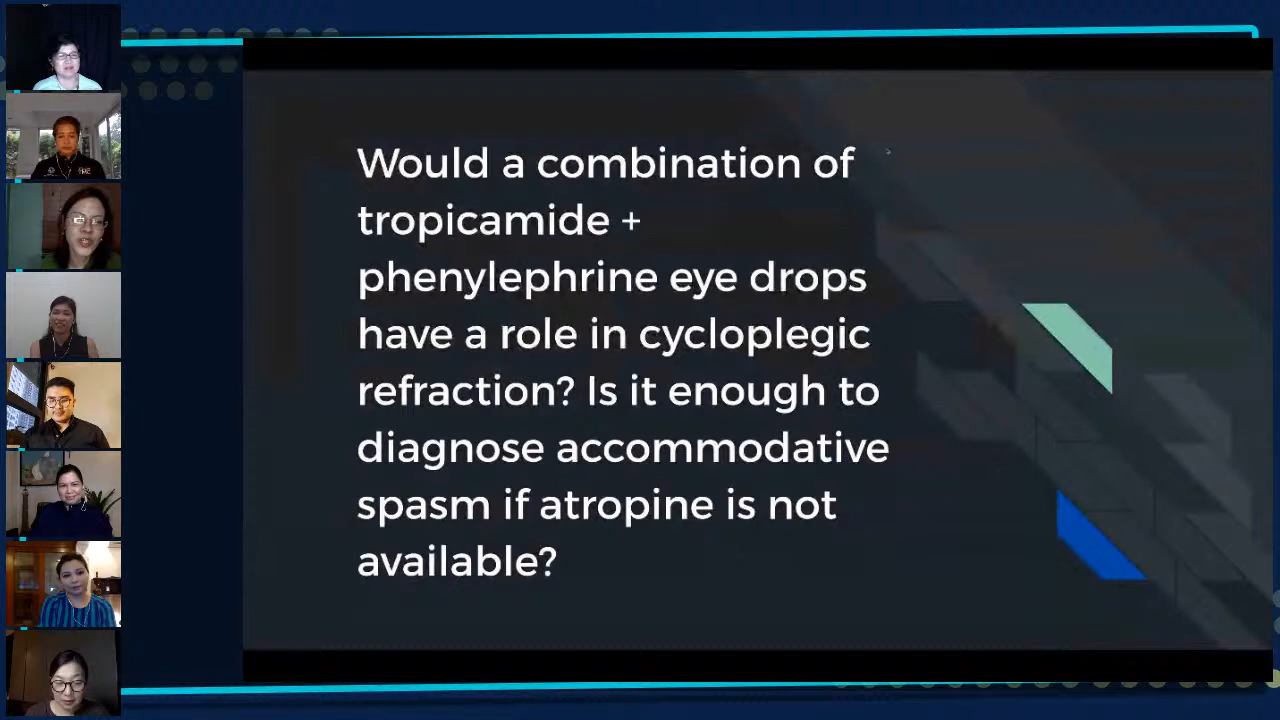 Would a combination of
tropicamide +
phenylephrine eye drops
have a role in cycloplegic
refraction? Is it enough to
diagnose accommodative
spasm if atropine is not
available?